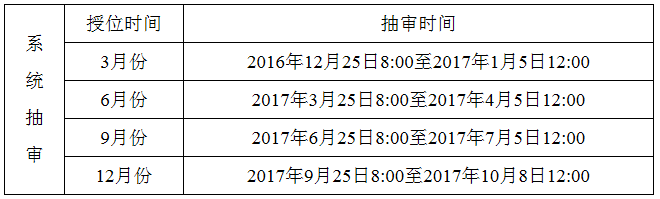 系统抽审
授位时间 抽审时间
3月份 2016年12月25日8:00至2017年1月5日12:00
6月份 2017年3月25日8:00至2017年4月5日12:00
9月份 2017年6月25日8:00至2017年7月5日12:00
12月份 2017年9月25日8:00至2017年10月8日12:00